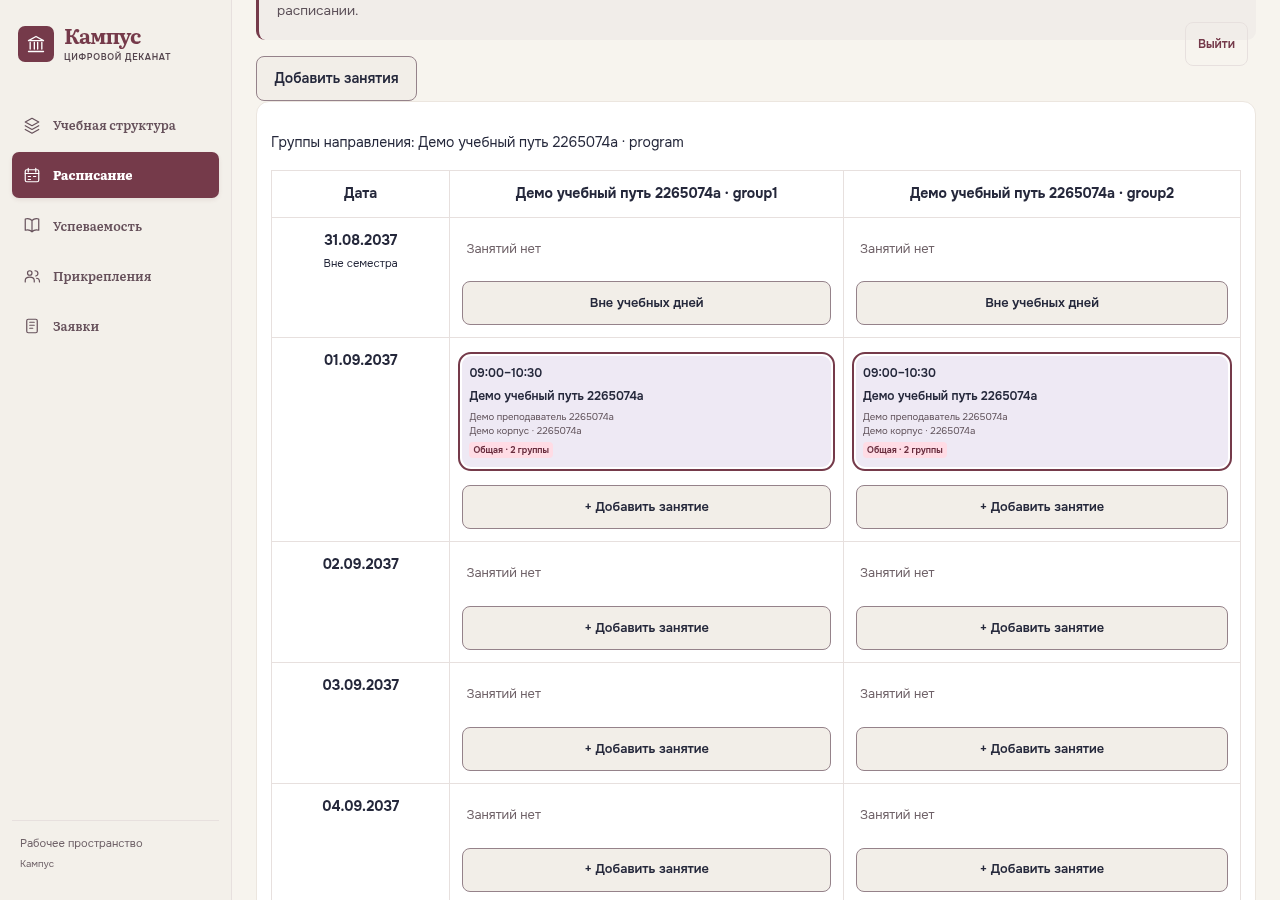 Кампус
ЦИФРОВОЙ ДЕКАНАТ
Учебная структура
Расписание
Успеваемость
Прикрепления
Заявки
Рабочее пространство
Кампус
расписании.
Выйти
Добавить занятия
Группы направления: Демо учебный путь 2265074a · program
Дата
Демо учебный путь 2265074a · group1
Демо учебный путь 2265074a · group2
31.08.2037
Вне семестра
Занятий нет
Вне учебных дней
Занятий нет
Вне учебных дней
01.09.2037
09:00–10:30
Демо учебный путь 2265074a
Демо преподаватель 2265074a
Демо корпус · 2265074a
Общая · 2 группы
+ Добавить занятие
09:00–10:30
Демо учебный путь 2265074a
Демо преподаватель 2265074a
Демо корпус · 2265074a
Общая · 2 группы
+ Добавить занятие
02.09.2037
Занятий нет
+ Добавить занятие
Занятий нет
+ Добавить занятие
03.09.2037
Занятий нет
+ Добавить занятие
Занятий нет
+ Добавить занятие
04.09.2037
Занятий нет
+ Добавить занятие
Занятий нет
+ Добавить занятие